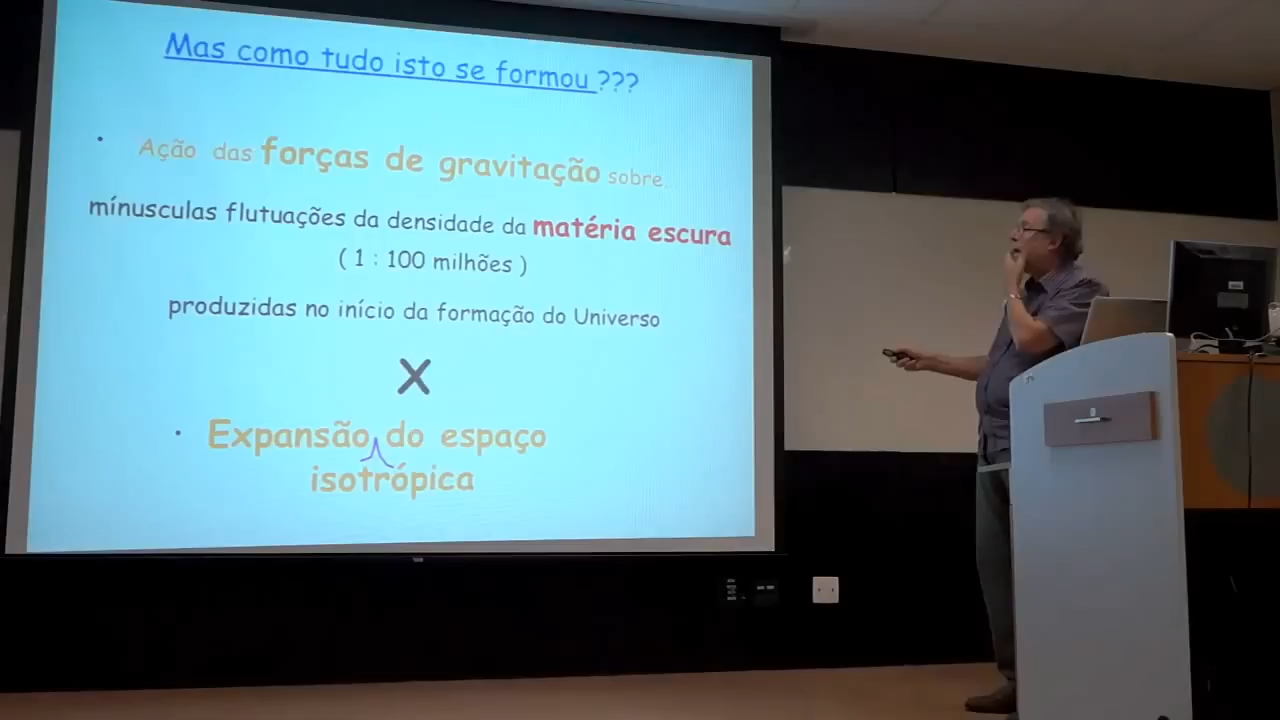 Mas como tudo isto se formou ???
• Ação das forças de gravitação sobre..
mínusculas flutuações da densidade da matéria escura
( 1 : 100 milhões )
produzidas no início da formação do Universo
X
• Expansão do espaço
isotrópica